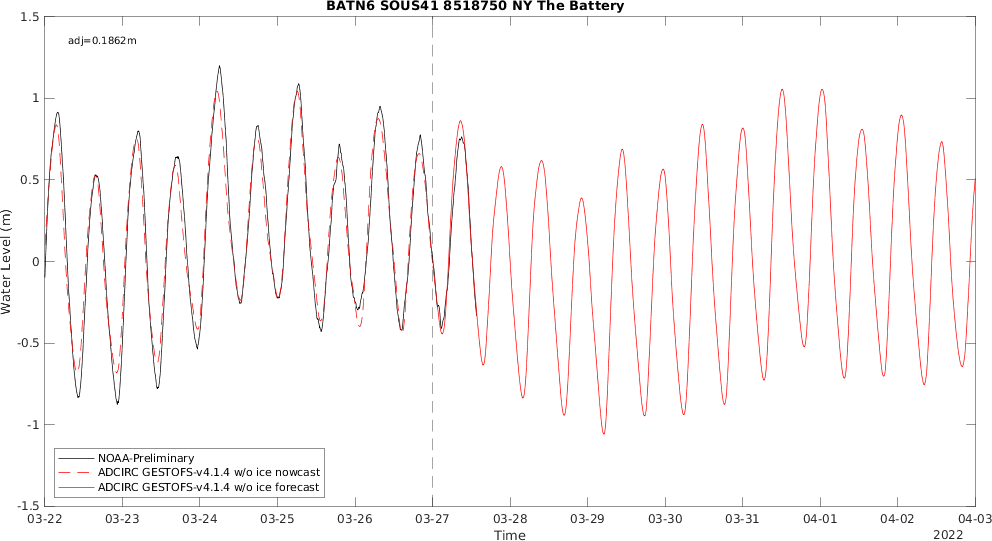 BATN6 SOUS41 8518750 NY The Battery
1.5
adj=0.1862m
1
0.5
0
-0.5
-1
-1.5
Water Level (m)
NOAA-Preliminary
ADCIRC GESTOFS-v4.1.4 w/o ice nowcast
ADCIRC GESTOFS-v4.1.4 w/o ice forecast
03-22 03-23 03-24 03-25 03-26 03-27 03-28 03-29 03-30 03-31 04-01 04-02 04-03
Time
2022